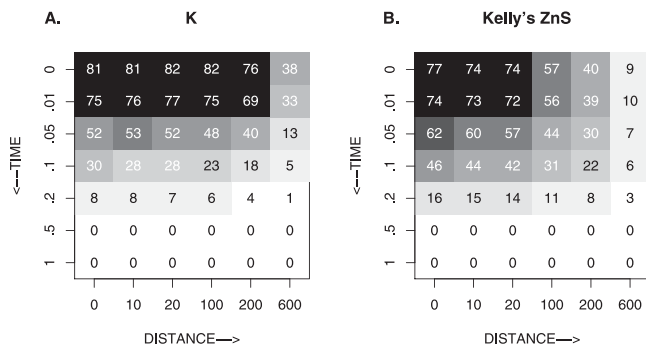 A. K
0 81 81 82 82 76 38
.01 75 76 77 75 69 33
.05 52 53 52 48 40 13
.1 30 28 28 23 18 5
.2 8 8 7 6 4 1
.5 0 0 0 0 0 0
1 0 0 0 0 0 0
<---TIME
0 10 20 100 200 600
DISTANCE--->
B. Kelly's ZnS
0 77 74 74 57 40 9
.01 74 73 72 56 39 10
.05 62 60 57 44 30 7
.1 46 44 42 31 22 6
.2 16 15 14 11 8 3
.5 0 0 0 0 0 0
1 0 0 0 0 0 0
<---TIME
0 10 20 100 200 600
DISTANCE--->